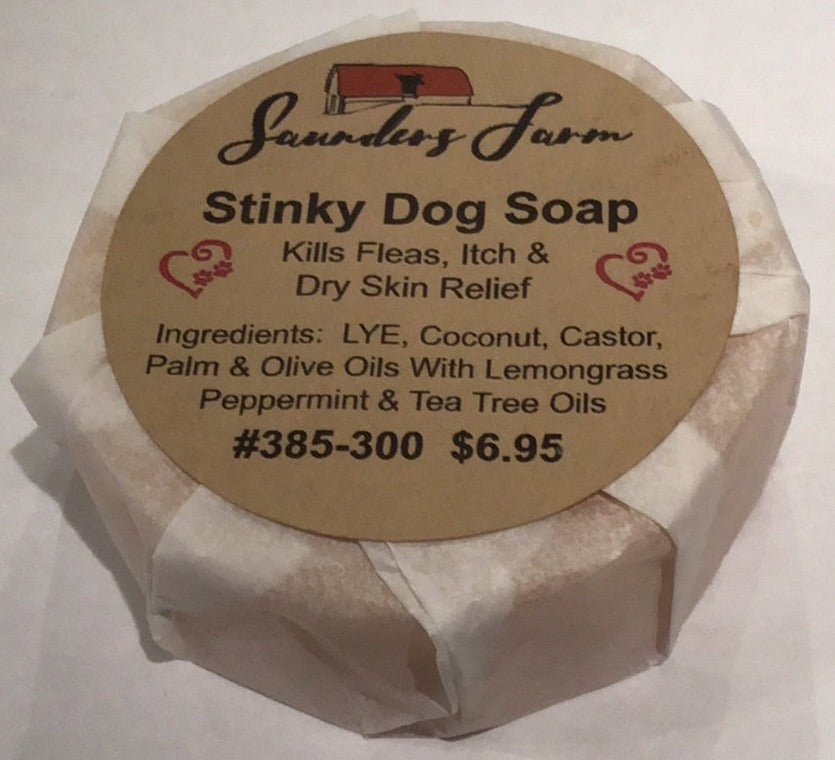 Saunders Farm
Stinky Dog Soap
Kills Fleas, Itch &
Dry Skin Relief
Ingredients: LYE, Coconut, Castor,
Palm & Olive Oils With Lemongrass
Peppermint & Tea Tree Oils
#385-300 $6.95